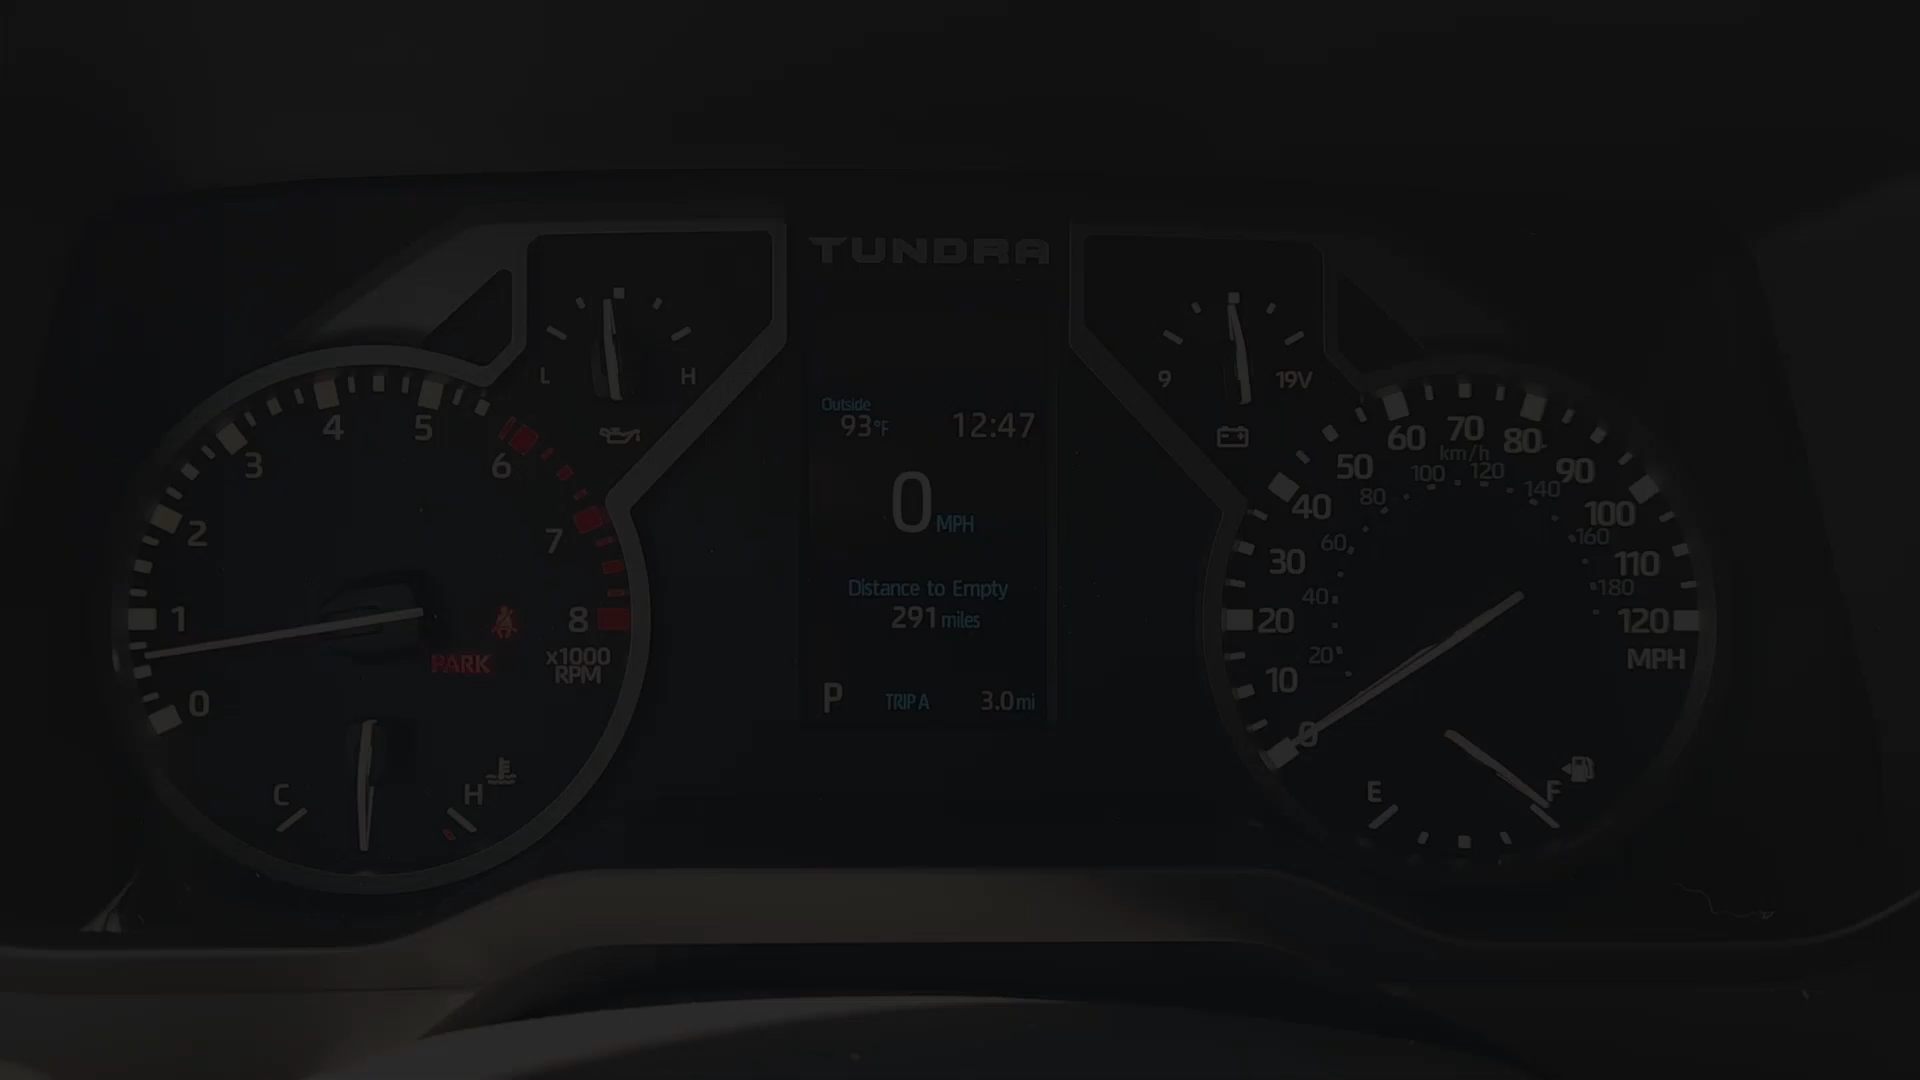 TUNDRA
L H
9 19V
Outside
93°F 12:47
0 MPH
Distance to Empty
291 miles
P TRIP A 3.0 mi
0 1 2 3 4 5 6 7 8
x1000
RPM
PARK
C H
0 10 20 30 40 50 60 70 80 90 100 110 120
MPH
km/h
20 40 60 80 100 120 140 160 180
E F